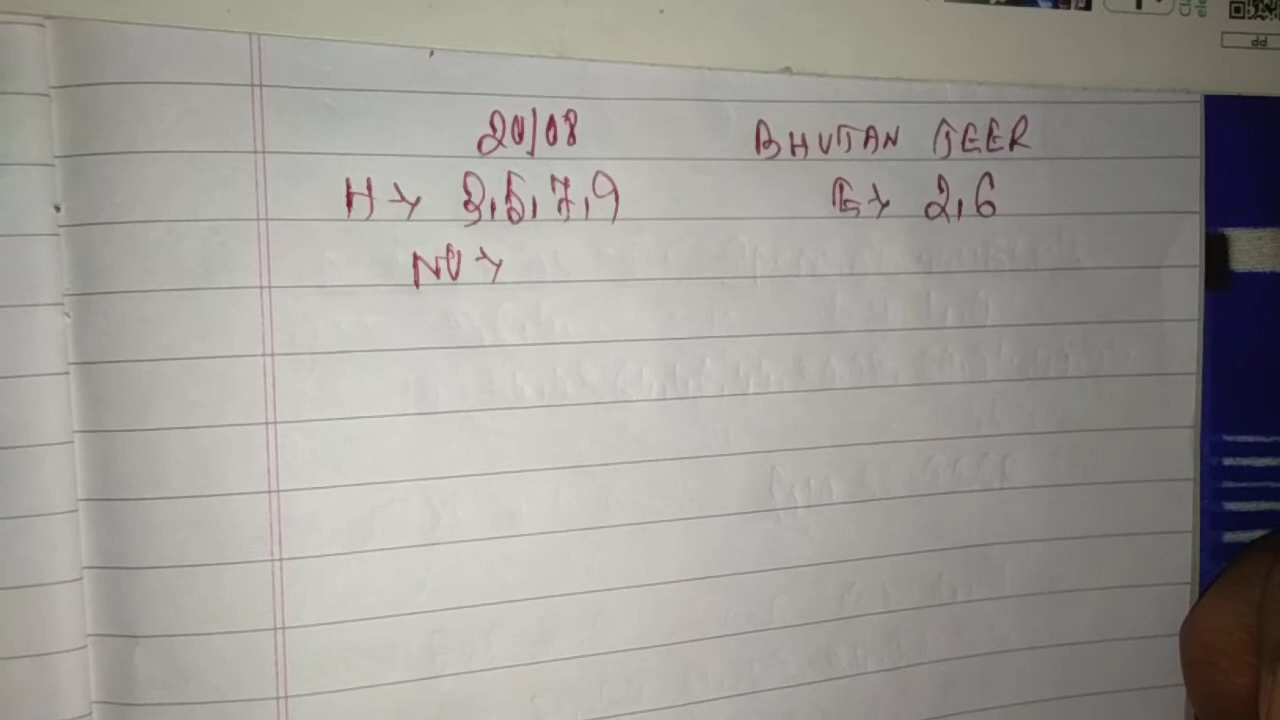 20/08 BHUTAN TEER
H → 3,5,7,9 E → 2,6
NO →